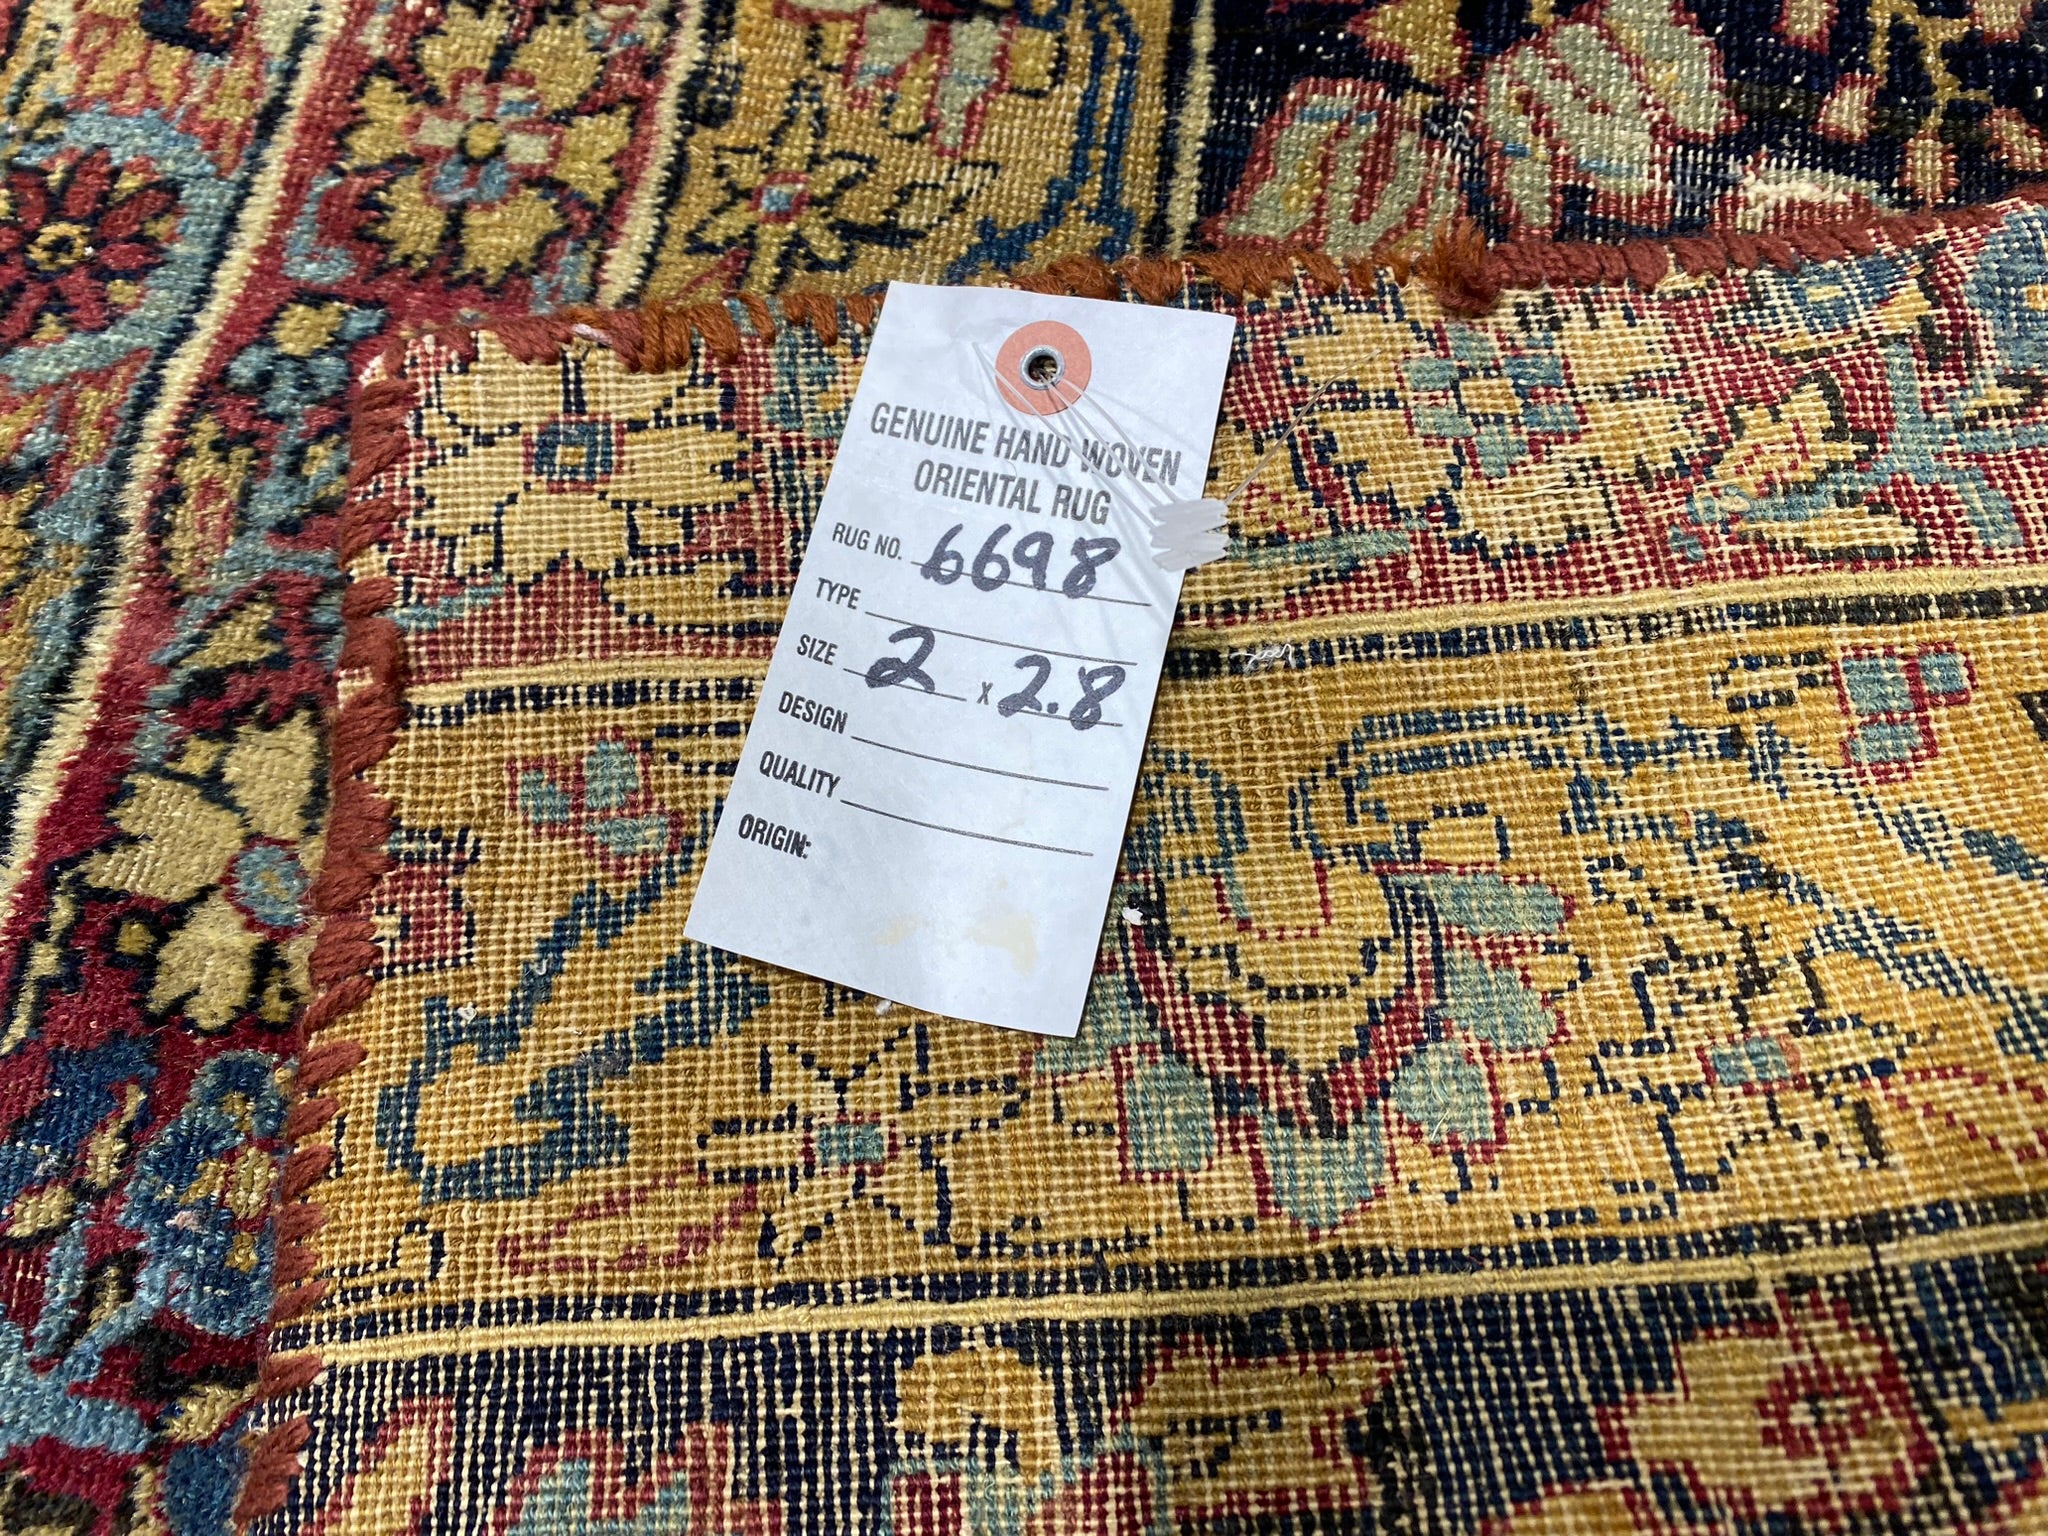 GENUINE HAND WOVEN
ORIENTAL RUG
RUG NO. 6698
TYPE
SIZE 2 x 2.8
DESIGN
QUALITY
ORIGIN: